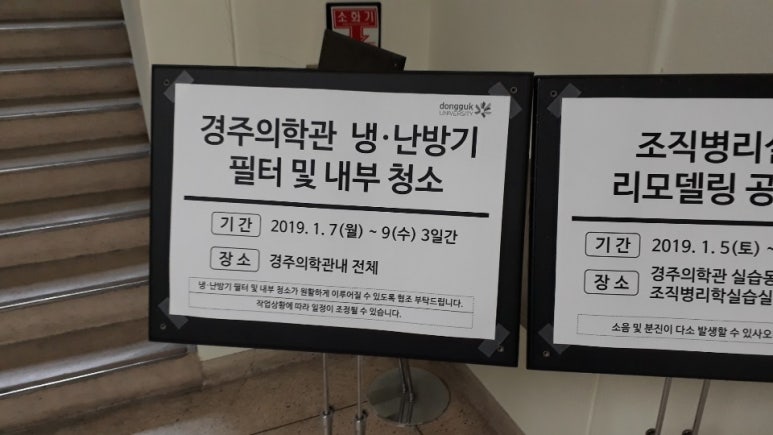 소화기
dongguk
UNIVERSITY
경주의학관 냉·난방기
필터 및 내부 청소
기 간 2019. 1. 7(월) ~ 9(수) 3일간
장 소 경주의학관내 전체
냉·난방기 필터 및 내부 청소가 원활하게 이루어질 수 있도록 협조 부탁드립니다.
작업상황에 따라 일정이 조정될 수 있습니다.
조직병리실
리모델링 공
기 간 2019. 1. 5(토) ~
장 소 경주의학관 실습동
조직병리학실습실
소음 및 분진이 다소 발생할 수 있사오